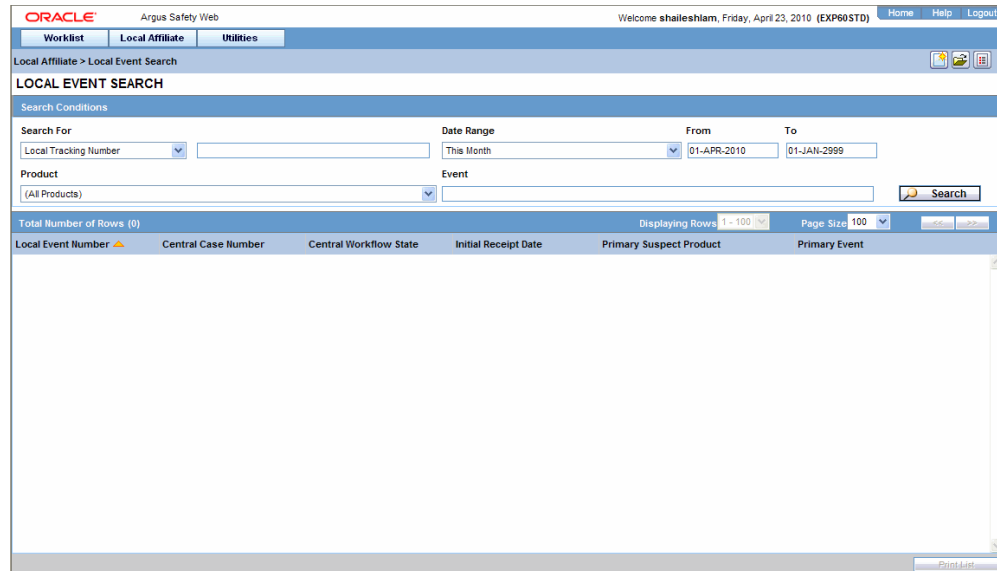 ORACLE Argus Safety Web Welcome shaileshlam, Friday, April 23, 2010 (EXP60STD) Home Help Logout
Worklist Local Affiliate Utilities
Local Affiliate > Local Event Search
LOCAL EVENT SEARCH
Search Conditions
Search For Date Range From To
Local Tracking Number This Month 01-APR-2010 01-JAN-2999
Product Event
(All Products) Search
Total Number of Rows (0) Displaying Rows 1 - 100 Page Size 100 << >>
Local Event Number Central Case Number Central Workflow State Initial Receipt Date Primary Suspect Product Primary Event
Print List